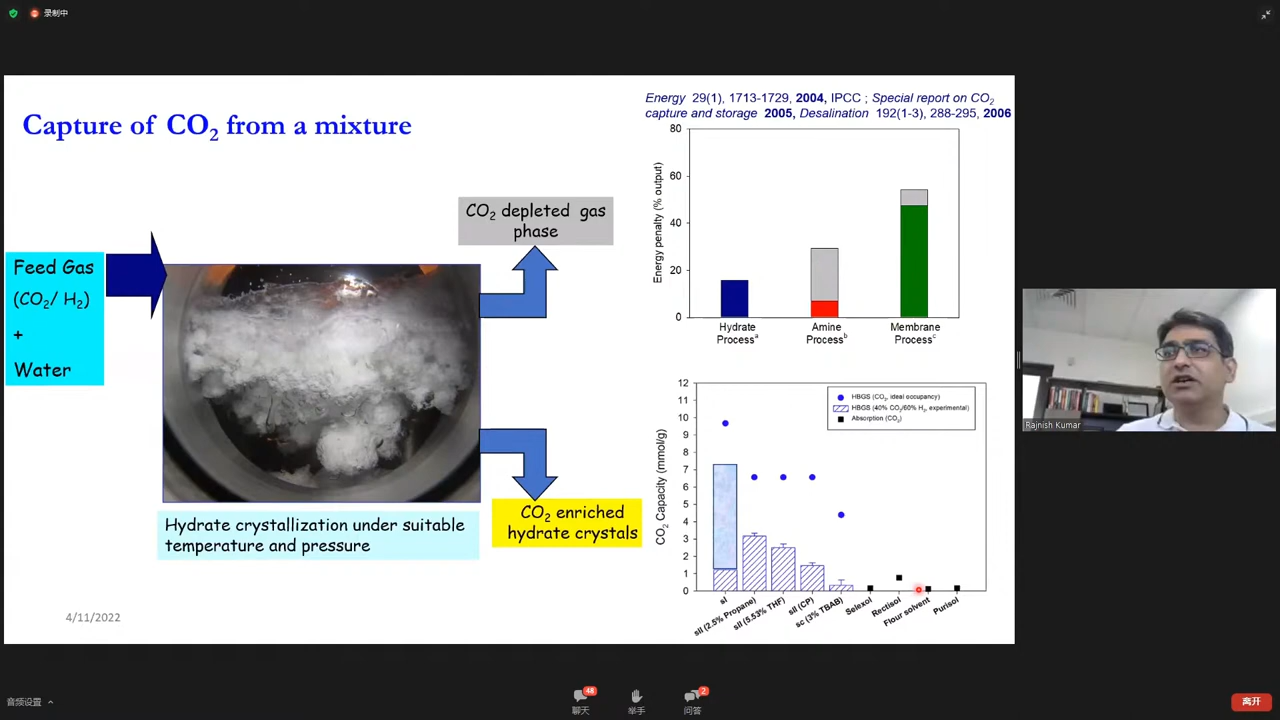 录制中
Capture of CO2 from a mixture
Energy 29(1), 1713-1729, 2004, IPCC ; Special report on CO2
capture and storage 2005, Desalination 192(1-3), 288-295, 2006
Feed Gas
(CO2/ H2)
+
Water
CO2 depleted gas
phase
CO2 enriched
hydrate crystals
Hydrate crystallization under suitable
temperature and pressure
4/11/2022
Energy penalty (% output)
80
60
40
20
0
Hydrate
Processa
Amine
Processb
Membrane
Processc
CO2 Capacity (mmol/g)
12
11
10
9
8
7
6
5
4
3
2
1
0
HBGS (CO2, ideal occupancy)
HBGS (40% CO2/60% H2, experimental)
Absorption (CO2)
sI
sII (2.5% Propane)
sII (5.53% THF)
sII (CP)
sc (3% TBAB)
Selexol
Rectisol
Flour solvent
Purisol
Rajnish Kumar
音频设置
48
聊天
举手
2
问答
离开